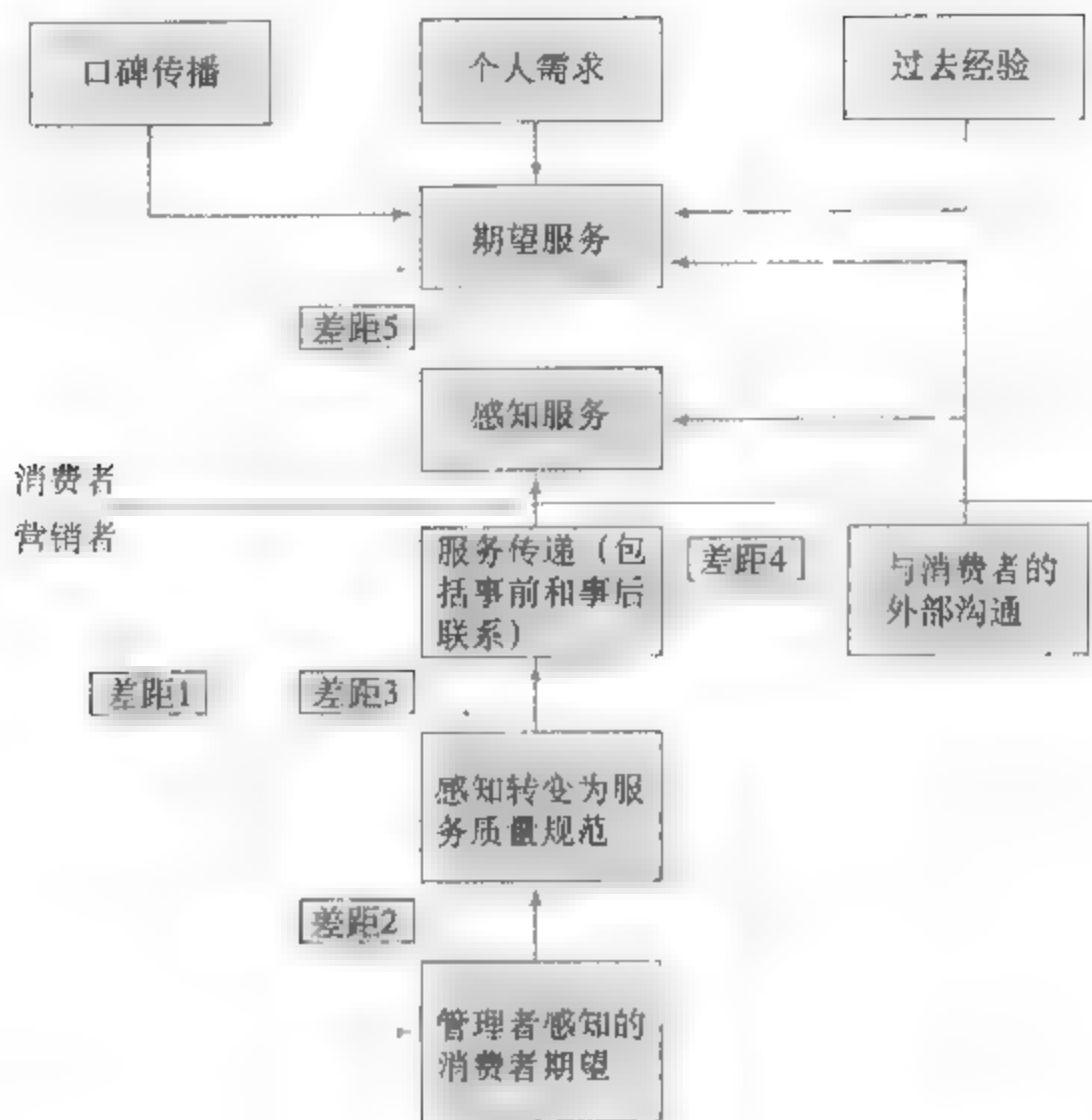 口碑传播
个人需求
过去经验
期望服务
差距5
感知服务
消费者
营销者
服务传递（包
括事前和事后
联系）
差距4
与消费者的
外部沟通
差距1
差距3
感知转变为服
务质量规范
差距2
管理者感知的
消费者期望